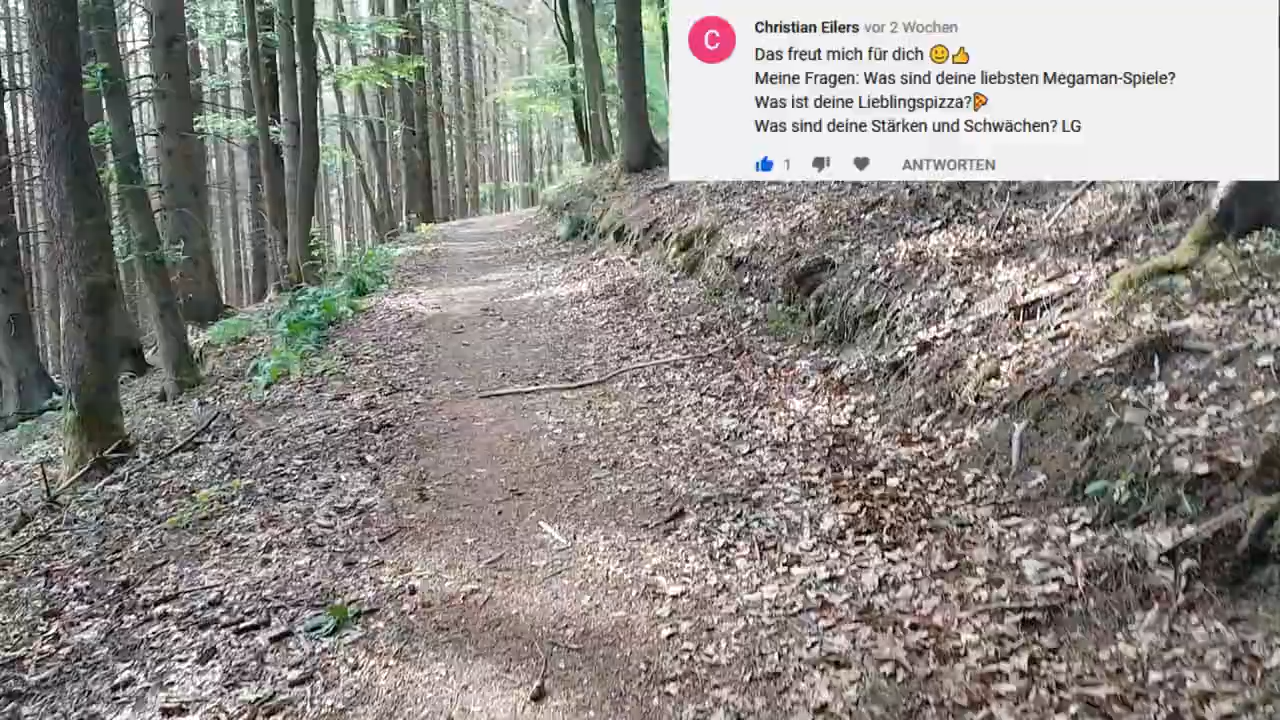 C
Christian Eilers vor 2 Wochen
Das freut mich für dich 🙂👍
Meine Fragen: Was sind deine liebsten Megaman-Spiele?
Was ist deine Lieblingspizza?🍕
Was sind deine Stärken und Schwächen? LG
1 ANTWORTEN